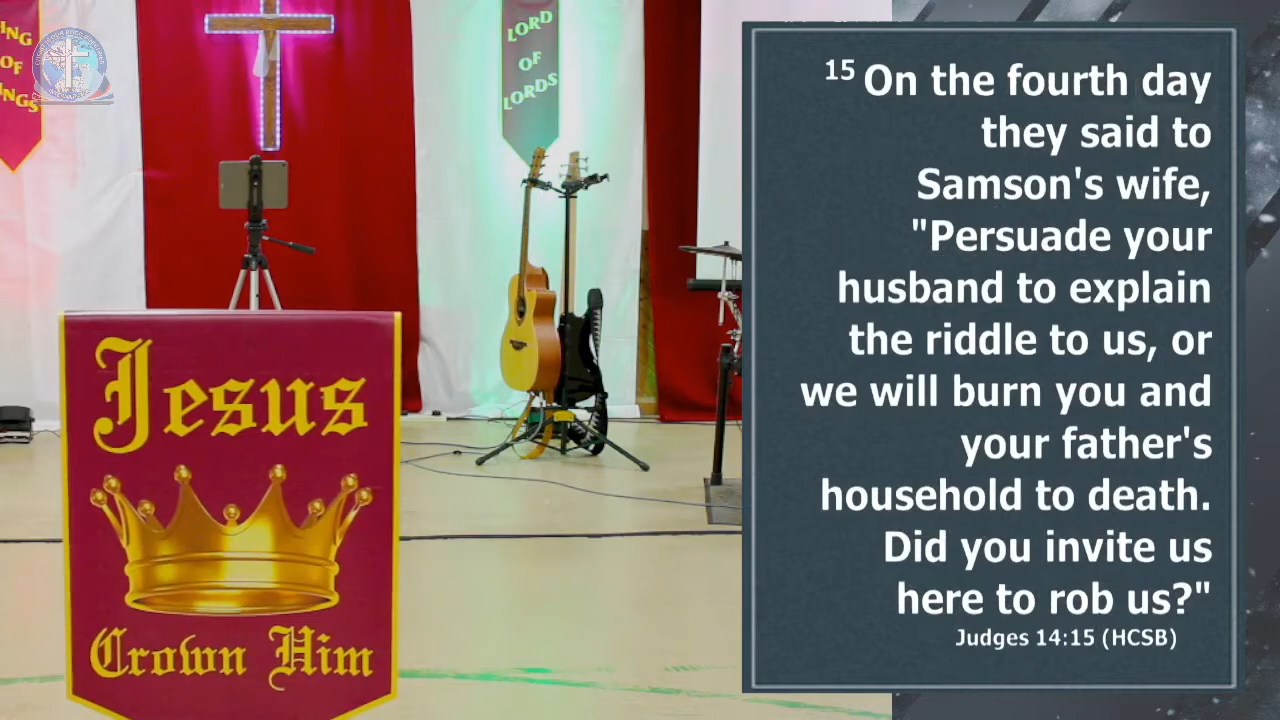 ING
OF
NGS
LORD
OF
LORDS
Jesus
Crown Him
15 On the fourth day
they said to
Samson's wife,
"Persuade your
husband to explain
the riddle to us, or
we will burn you and
your father's
household to death.
Did you invite us
here to rob us?"
Judges 14:15 (HCSB)